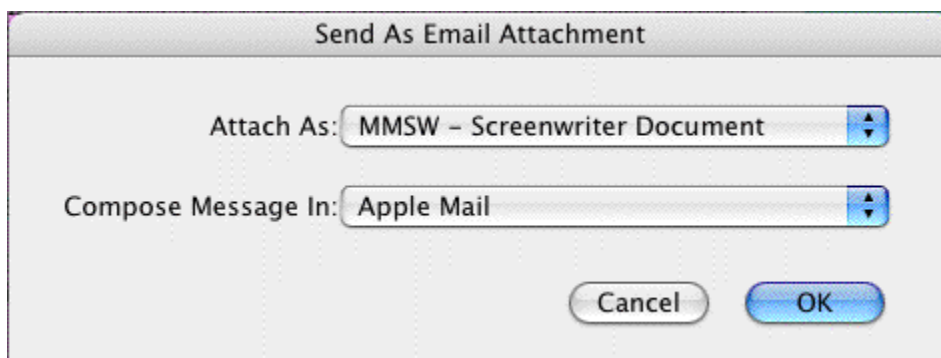 Send As Email Attachment
Attach As: MMSW – Screenwriter Document
Compose Message In: Apple Mail
Cancel OK